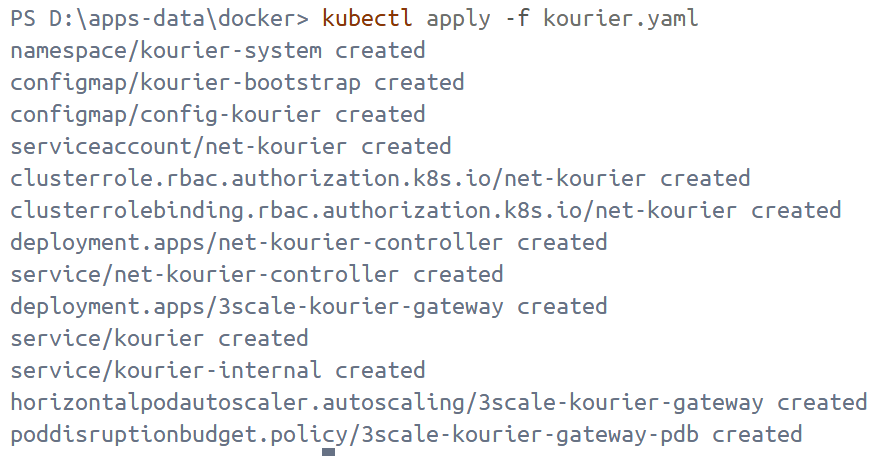 PS D:\apps-data\docker> kubectl apply -f kourier.yaml
namespace/kourier-system created
configmap/kourier-bootstrap created
configmap/config-kourier created
serviceaccount/net-kourier created
clusterrole.rbac.authorization.k8s.io/net-kourier created
clusterrolebinding.rbac.authorization.k8s.io/net-kourier created
deployment.apps/net-kourier-controller created
service/net-kourier-controller created
deployment.apps/3scale-kourier-gateway created
service/kourier created
service/kourier-internal created
horizontalpodautoscaler.autoscaling/3scale-kourier-gateway created
poddisruptionbudget.policy/3scale-kourier-gateway-pdb created